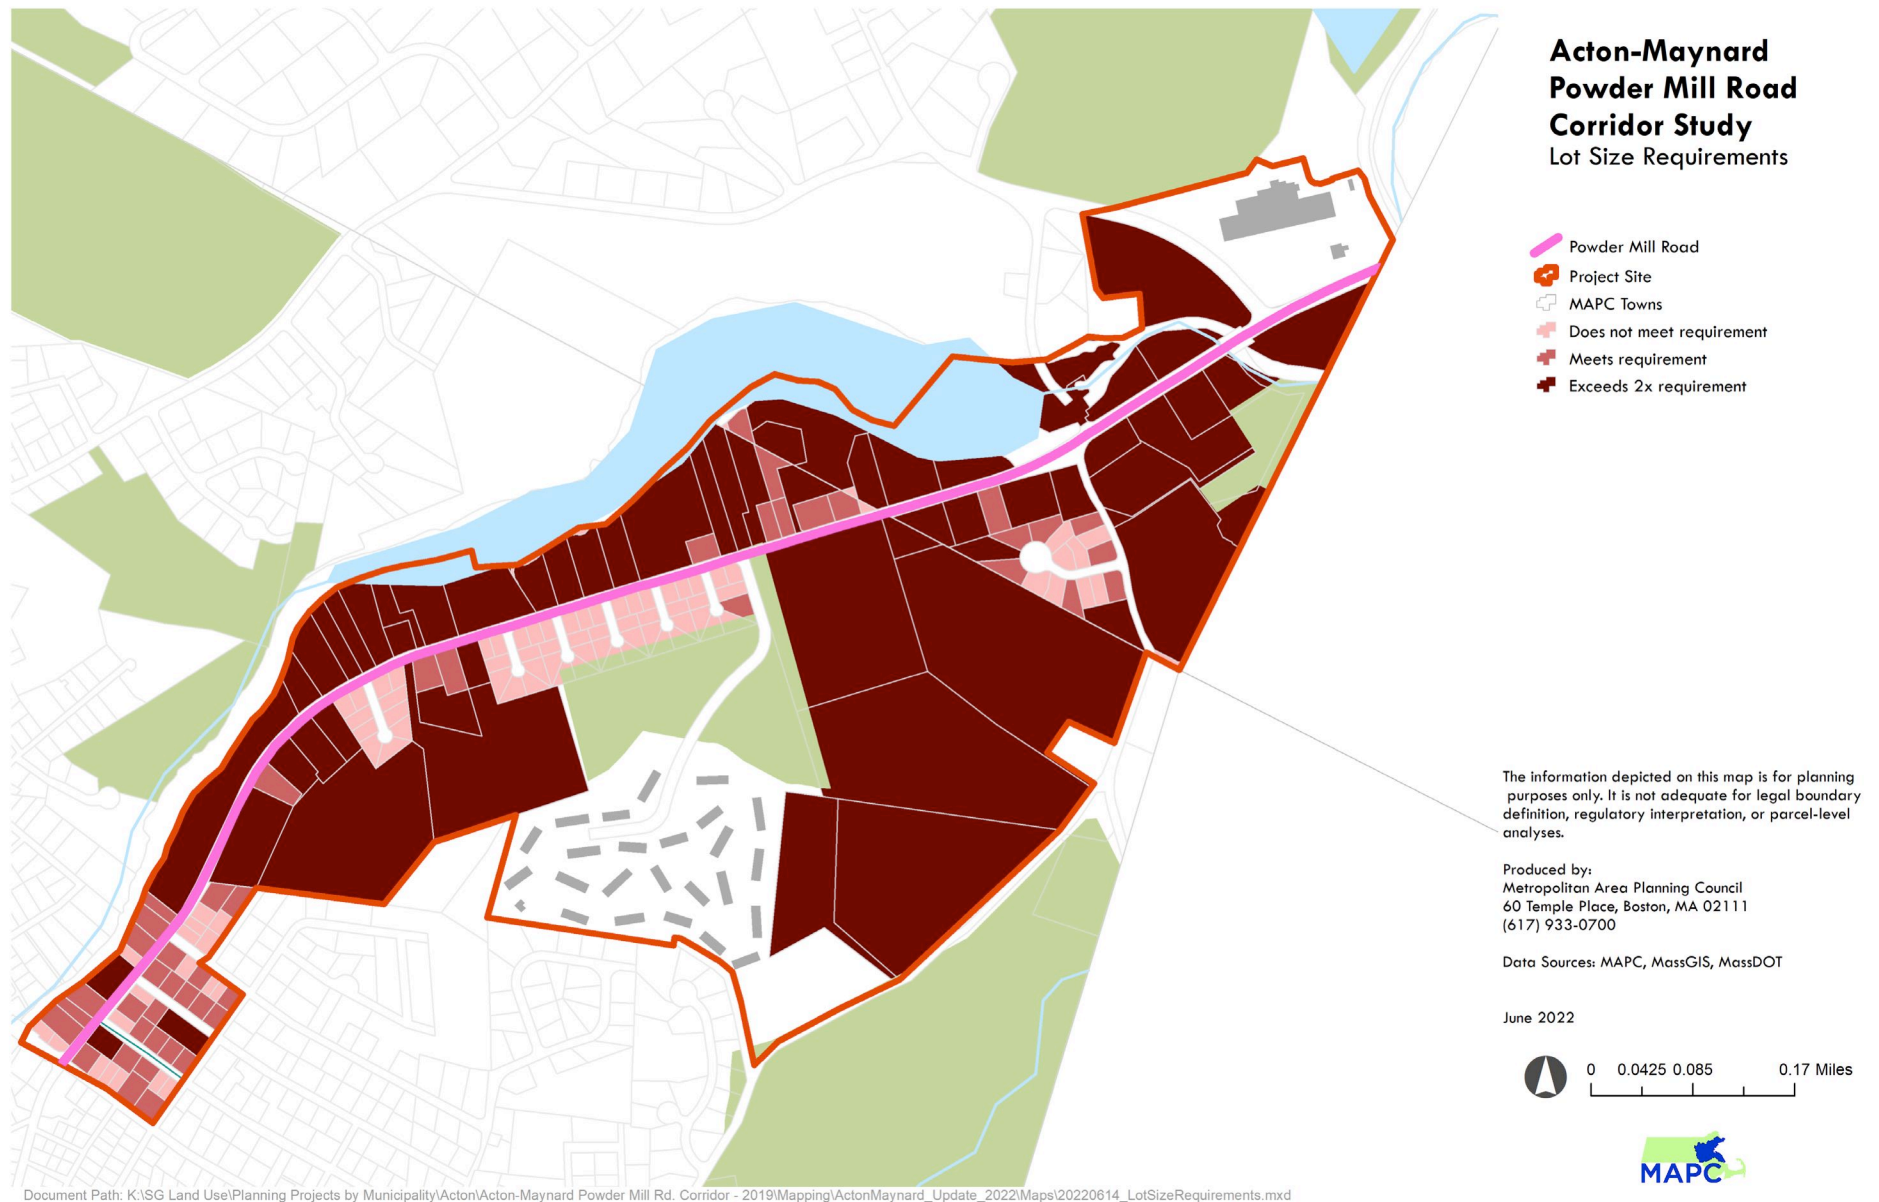 Acton-Maynard
Powder Mill Road
Corridor Study
Lot Size Requirements
Powder Mill Road
Project Site
MAPC Towns
Does not meet requirement
Meets requirement
Exceeds 2x requirement
The information depicted on this map is for planning
purposes only. It is not adequate for legal boundary
definition, regulatory interpretation, or parcel-level
analyses.
Produced by:
Metropolitan Area Planning Council
60 Temple Place, Boston, MA 02111
(617) 933-0700
Data Sources: MAPC, MassGIS, MassDOT
June 2022
0 0.0425 0.085 0.17 Miles
MAPC
Document Path: K:\SG Land Use\Planning Projects by Municipality\Acton\Acton-Maynard Powder Mill Rd. Corridor - 2019\Mapping\ActonMaynard_Update_2022\Maps\20220614_LotSizeRequirements.mxd